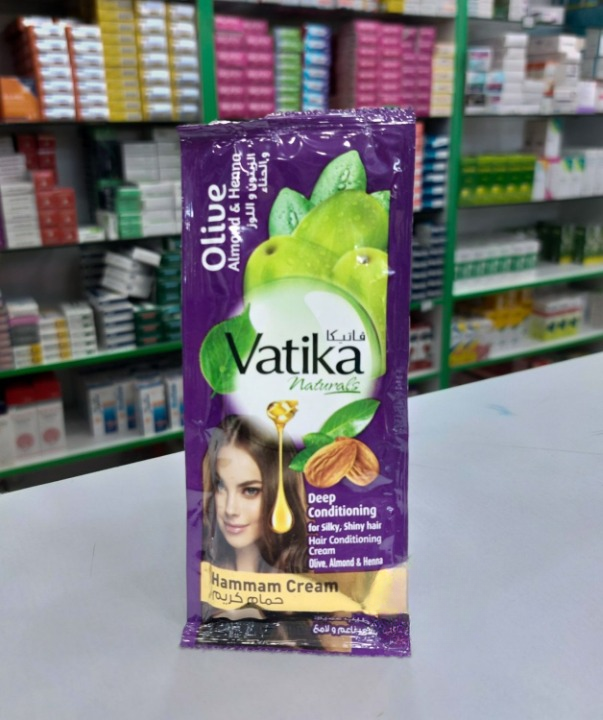 Olive
Almond & Henna
الزيتون و اللوز
و الحناء
فاتيكا
Vatika
Naturals
Deep
Conditioning
for Silky, Shiny hair
Hair Conditioning
Cream
Olive, Almond & Henna
Hammam Cream
حمام كريم